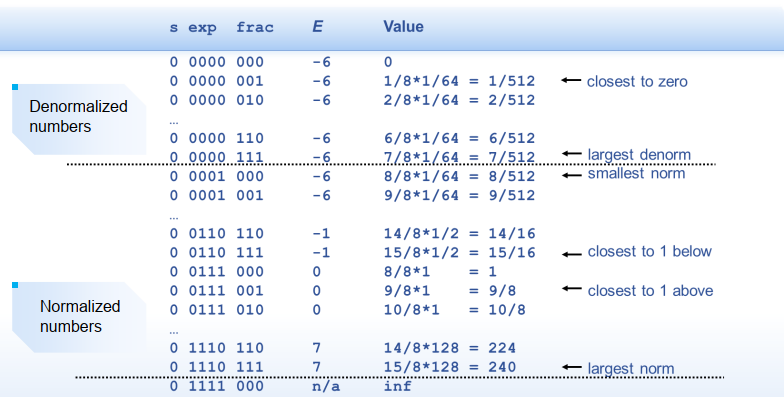 s exp frac E Value
0 0000 000 -6 0
0 0000 001 -6 1/8*1/64 = 1/512 ← closest to zero
0 0000 010 -6 2/8*1/64 = 2/512
Denormalized
numbers
…
0 0000 110 -6 6/8*1/64 = 6/512
0 0000 111 -6 7/8*1/64 = 7/512 ← largest denorm
0 0001 000 -6 8/8*1/64 = 8/512 ← smallest norm
0 0001 001 -6 9/8*1/64 = 9/512
…
0 0110 110 -1 14/8*1/2 = 14/16
0 0110 111 -1 15/8*1/2 = 15/16 ← closest to 1 below
0 0111 000 0 8/8*1 = 1
0 0111 001 0 9/8*1 = 9/8 ← closest to 1 above
0 0111 010 0 10/8*1 = 10/8
Normalized
numbers
…
0 1110 110 7 14/8*128 = 224
0 1110 111 7 15/8*128 = 240 ← largest norm
0 1111 000 n/a inf